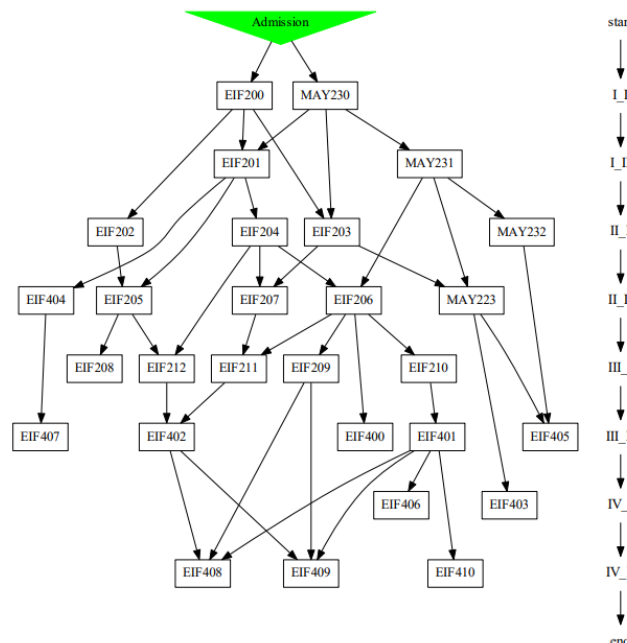 Admission
EIF200 MAY230
EIF201 MAY231
EIF202 EIF204 EIF203 MAY232
EIF404 EIF205 EIF207 EIF206 MAY223
EIF208 EIF212 EIF211 EIF209 EIF210
EIF407 EIF402 EIF400 EIF401 EIF405
EIF406 EIF403
EIF408 EIF409 EIF410